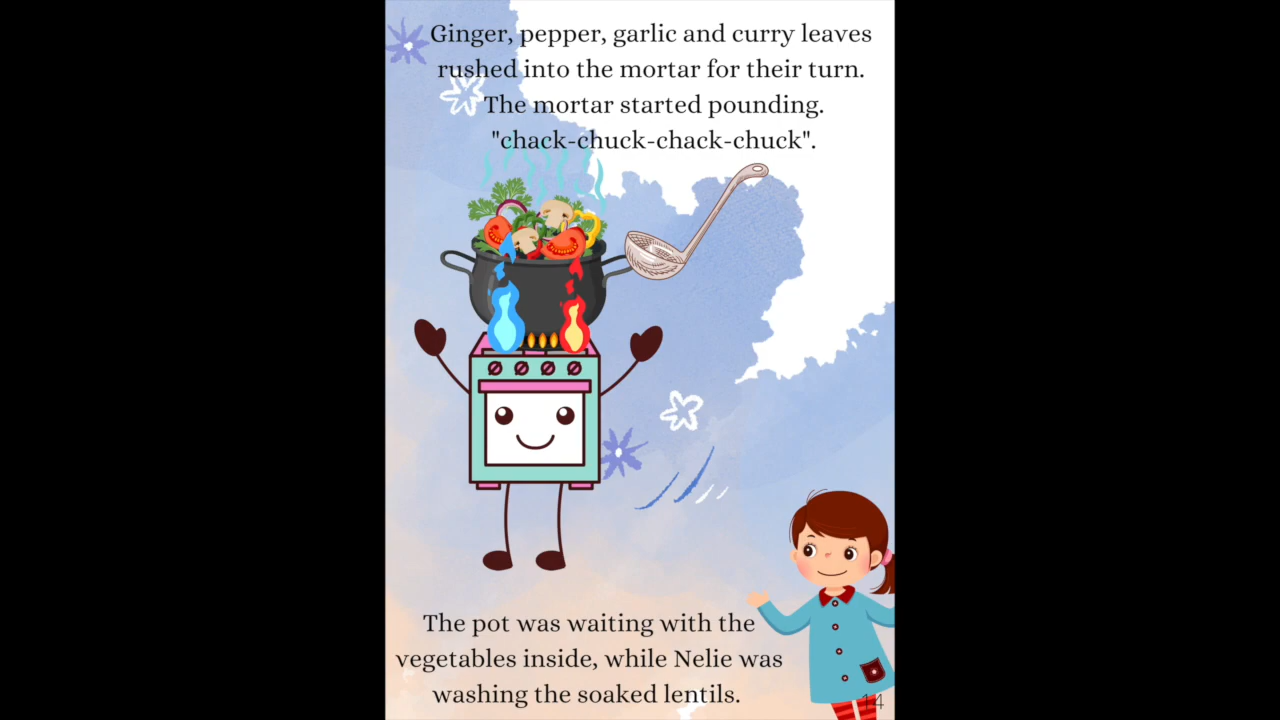 Ginger, pepper, garlic and curry leaves
rushed into the mortar for their turn.
The mortar started pounding.
"chack-chuck-chack-chuck".
The pot was waiting with the
vegetables inside, while Nelie was
washing the soaked lentils.
14